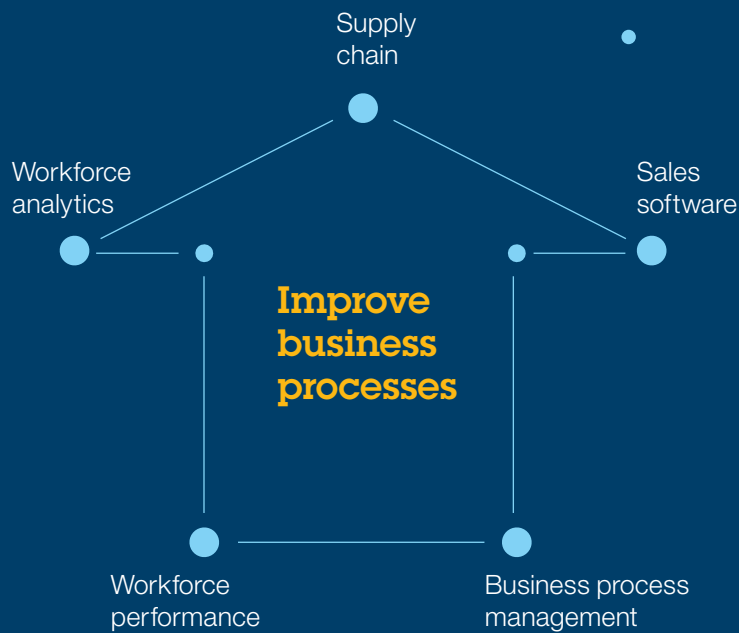 Supply
chain
Workforce
analytics
Sales
software
Improve
business
processes
Workforce
performance
Business process
management